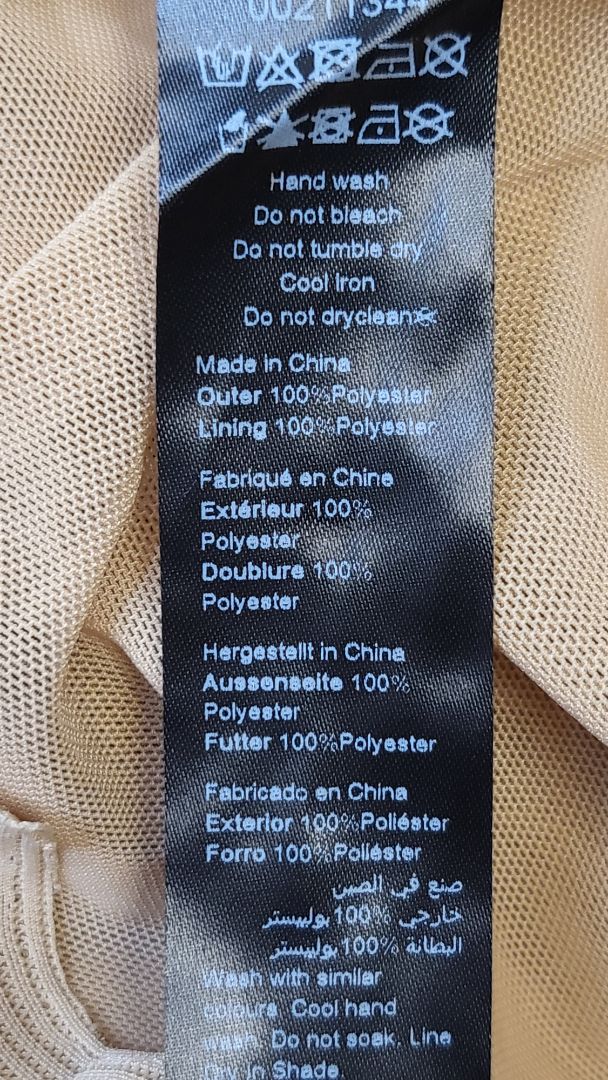 Hand wash
Do not bleach
Do not tumble dry
Cool Iron
Do not dryclean
Made in China
Outer 100%Polyester
Lining 100%Polyester
Fabriqué en Chine
Extérieur 100%
Polyester
Doublure 100%
Polyester
Hergestellt in China
Aussenseite 100%
Polyester
Futter 100%Polyester
Fabricado en China
Exterior 100%Poliéster
Forro 100%Poliéster
صنع في الصين
خارجي 100% بوليستر
البطانة 100% بوليستر
Wash with similar
colours. Cool hand
wash. Do not soak. Line
Dry in Shade.